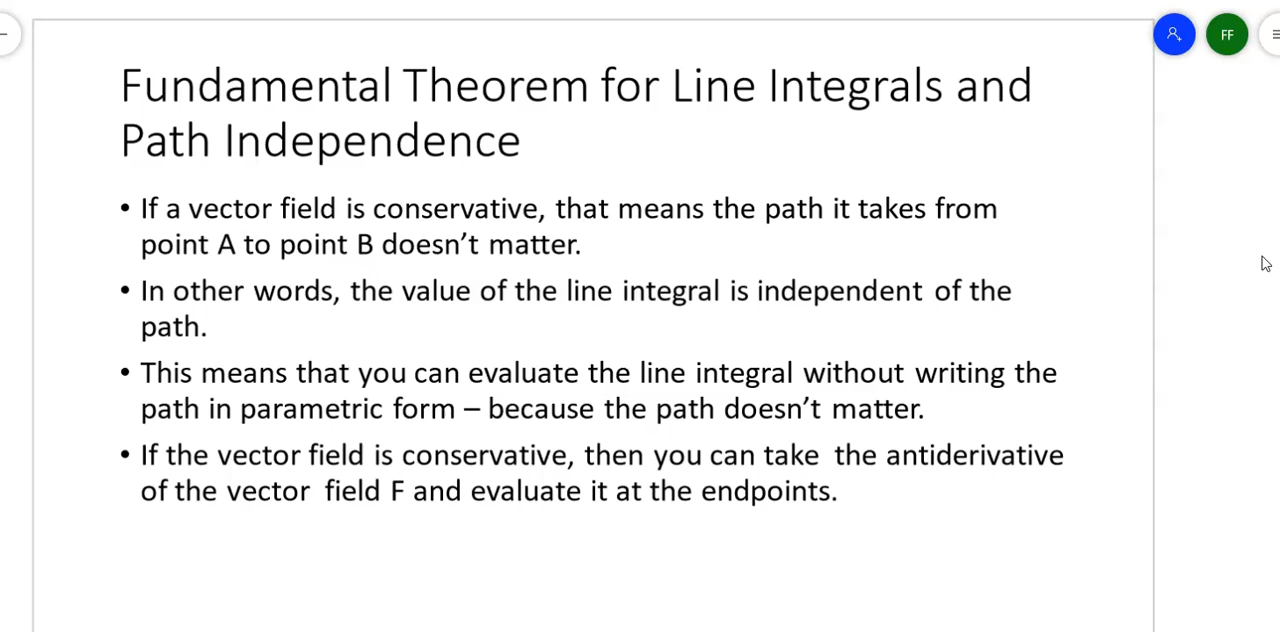 FF
Fundamental Theorem for Line Integrals and
Path Independence
• If a vector field is conservative, that means the path it takes from
point A to point B doesn’t matter.
• In other words, the value of the line integral is independent of the
path.
• This means that you can evaluate the line integral without writing the
path in parametric form – because the path doesn’t matter.
• If the vector field is conservative, then you can take the antiderivative
of the vector field F and evaluate it at the endpoints.